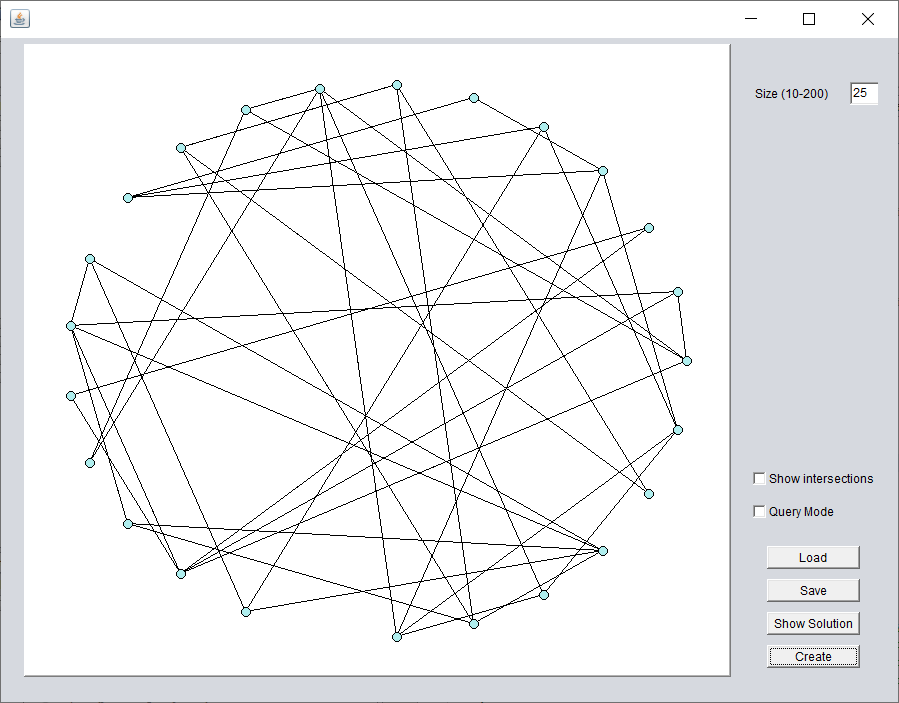 Size (10-200) 25
Show intersections
Query Mode
Load
Save
Show Solution
Create